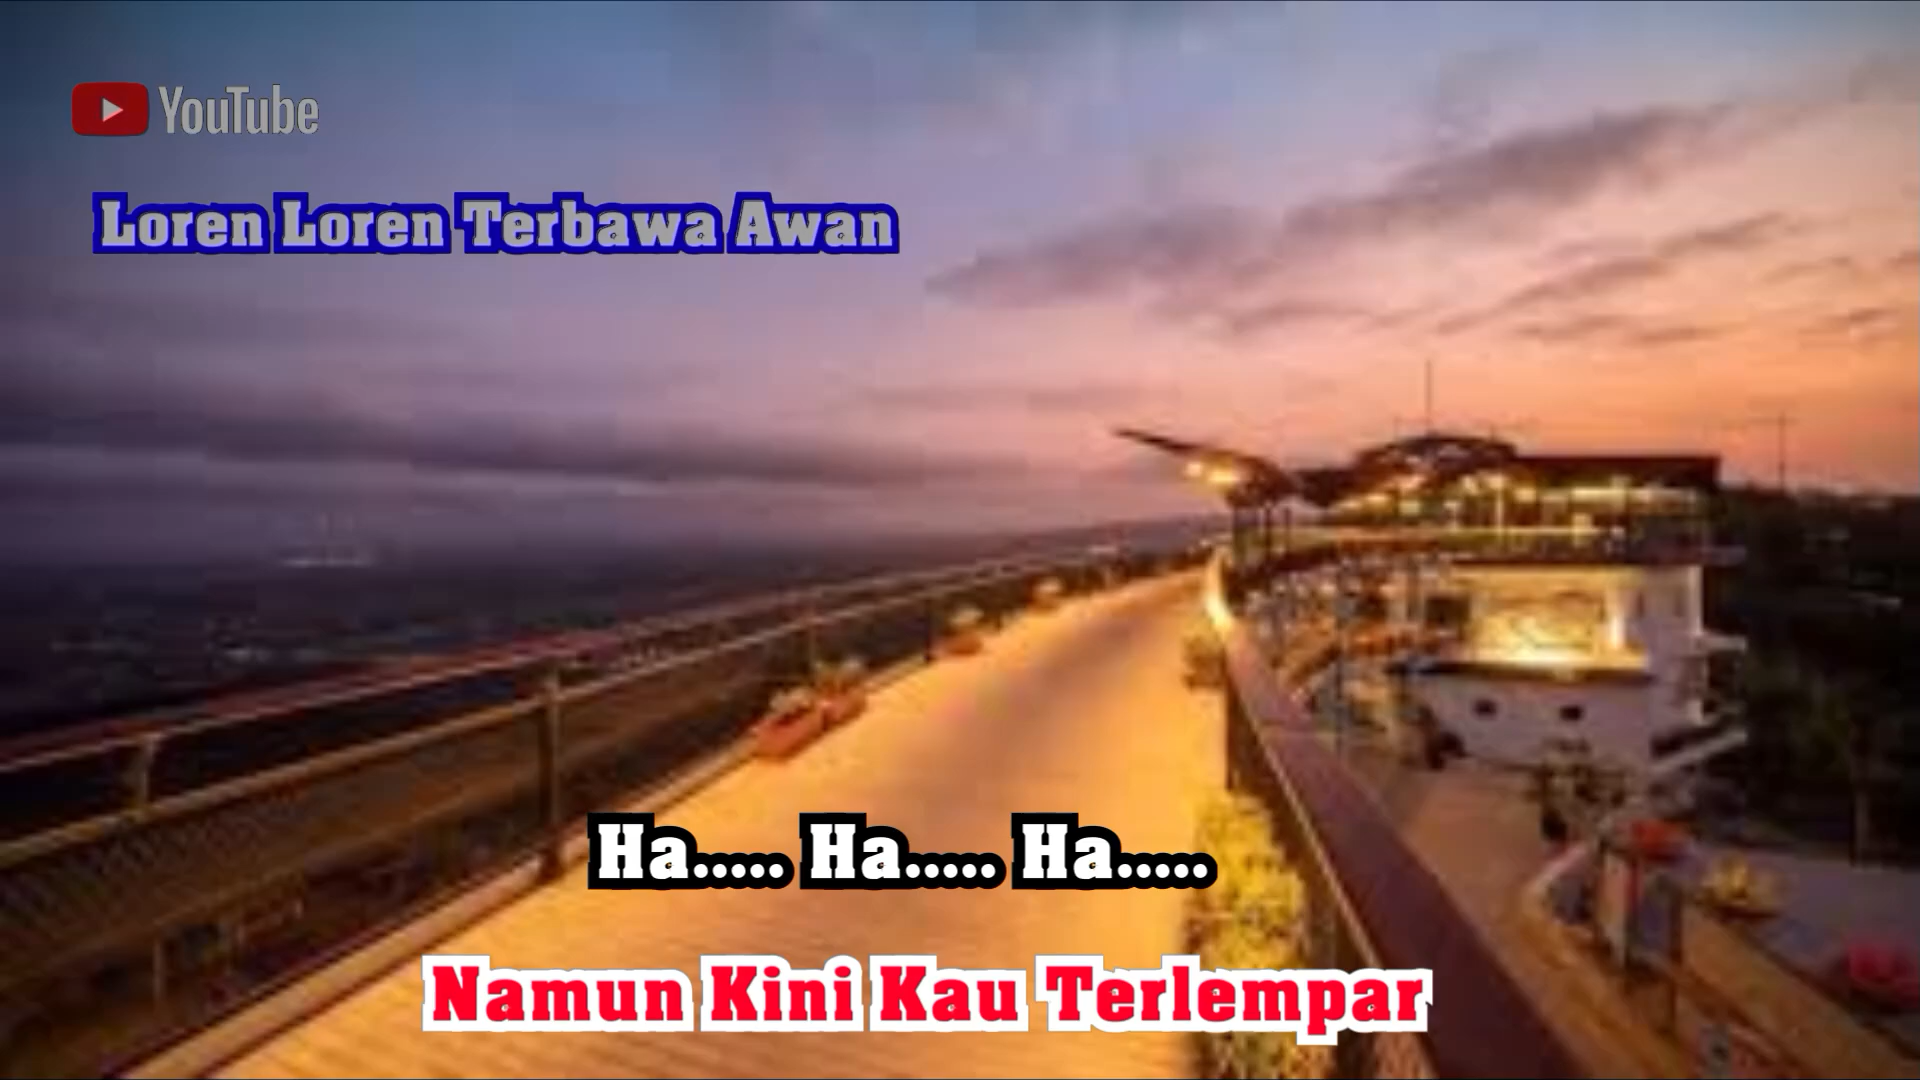 YouTube
Loren Loren Terbawa Awan
Ha..... Ha..... Ha.....
Namun Kini Kau Terlempar